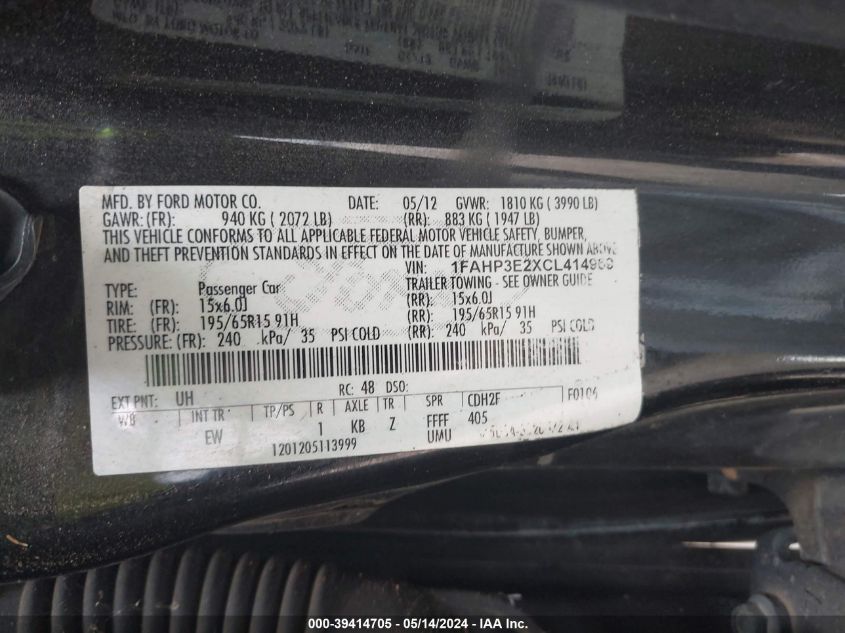 MFD. BY FORD MOTOR CO. DATE: 05/12 GVWR: 1810 KG ( 3990 LB)
GAWR: (FR): 940 KG ( 2072 LB) (RR): 883 KG ( 1947 LB)
THIS VEHICLE CONFORMS TO ALL APPLICABLE FEDERAL MOTOR VEHICLE SAFETY, BUMPER,
AND THEFT PREVENTION STANDARDS IN EFFECT ON THE DATE OF MANUFACTURE SHOWN ABOVE
VIN:
TYPE: Passenger Car TRAILER TOWING - SEE OWNER GUIDE
RIM: (FR): 15x6.0J (RR): 15x6.0J
TIRE: (FR): 195/65R15 91H (RR): 195/65R15 91H
PRESSURE: (FR): 240 kPa/ 35 PSI COLD (RR): 240 kPa/ 35 PSI COLD
EXT PNT: UH RC: 48 DSO:
WB INT TR TP/PS R AXLE TR SPR CDH2F
EW 1 KB Z FFFF 405
1201205113999 UMU
000-39414705 - 05/14/2024 - IAAI.COM